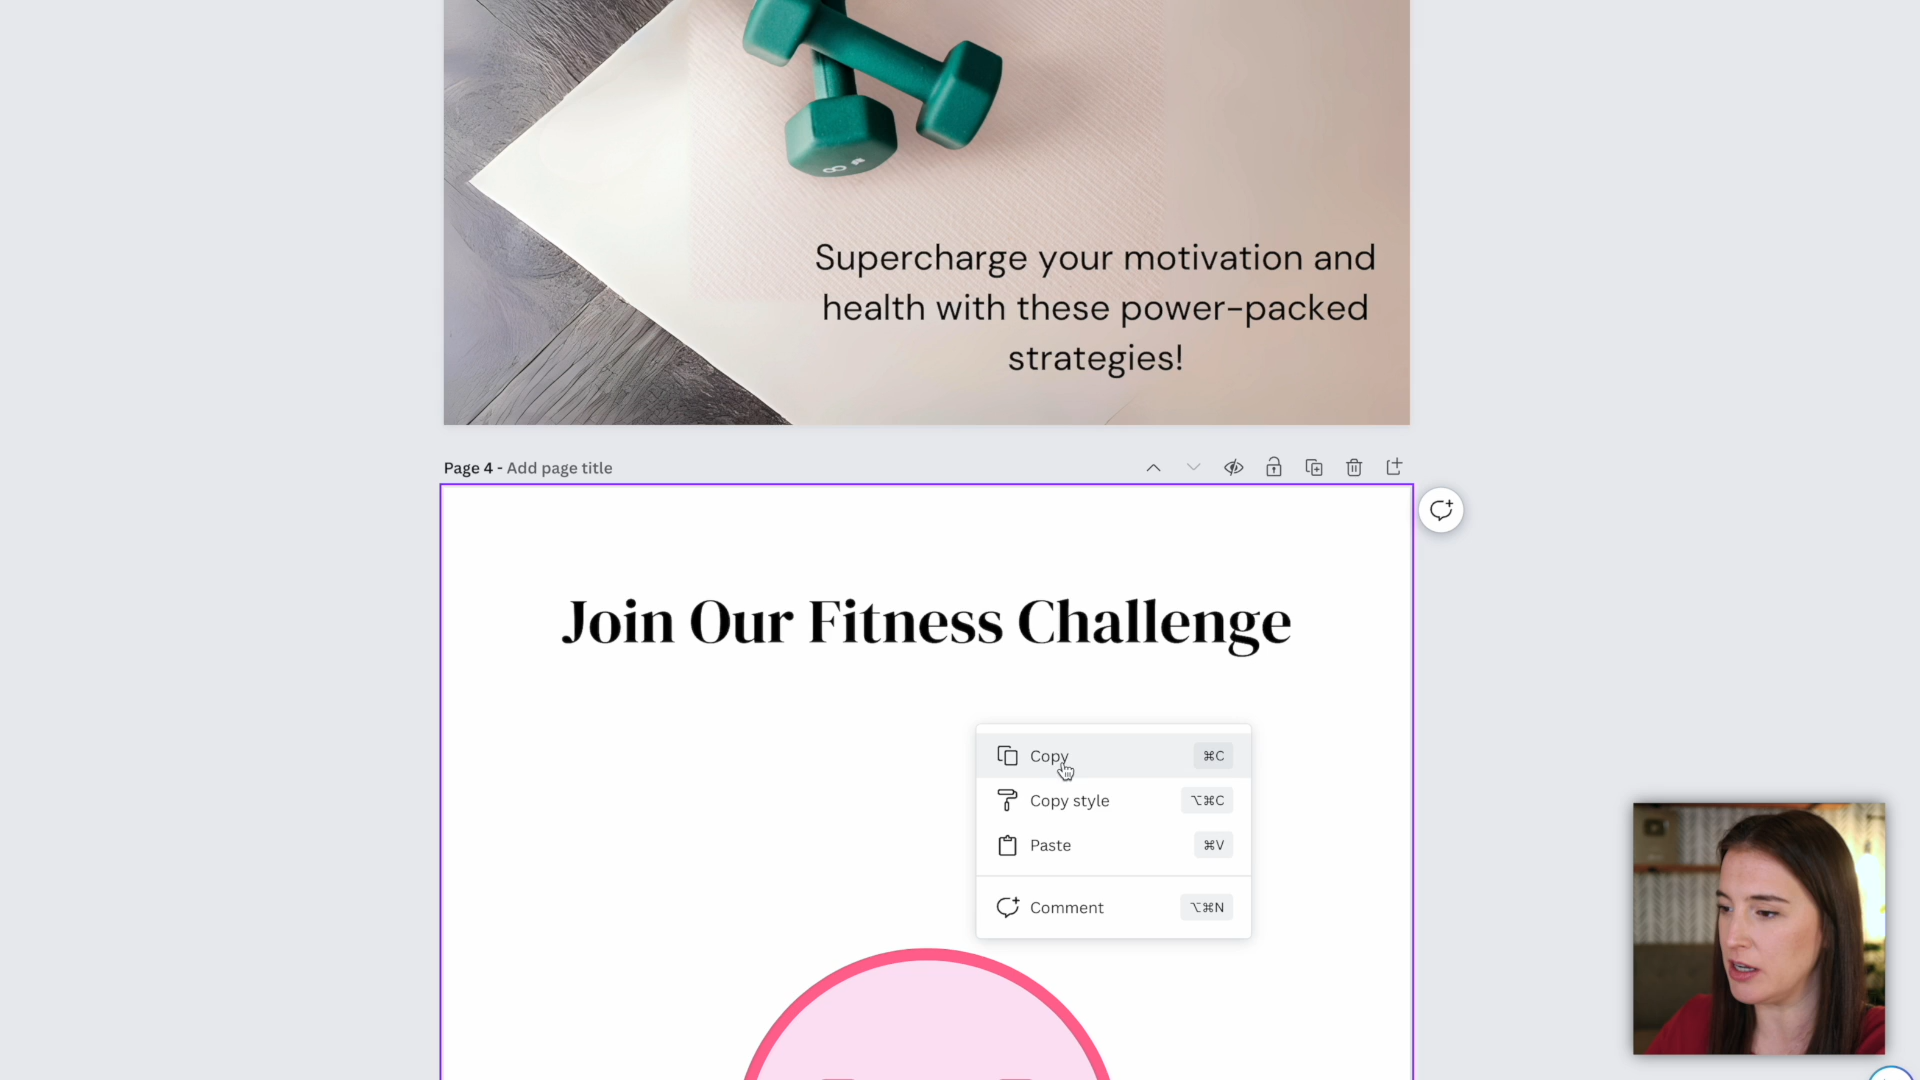 Supercharge your motivation and
health with these power-packed
strategies!
Page 4 - Add page title
Join Our Fitness Challenge
Copy ⌘C
Copy style ⌥⌘C
Paste ⌘V
Comment ⌥⌘N